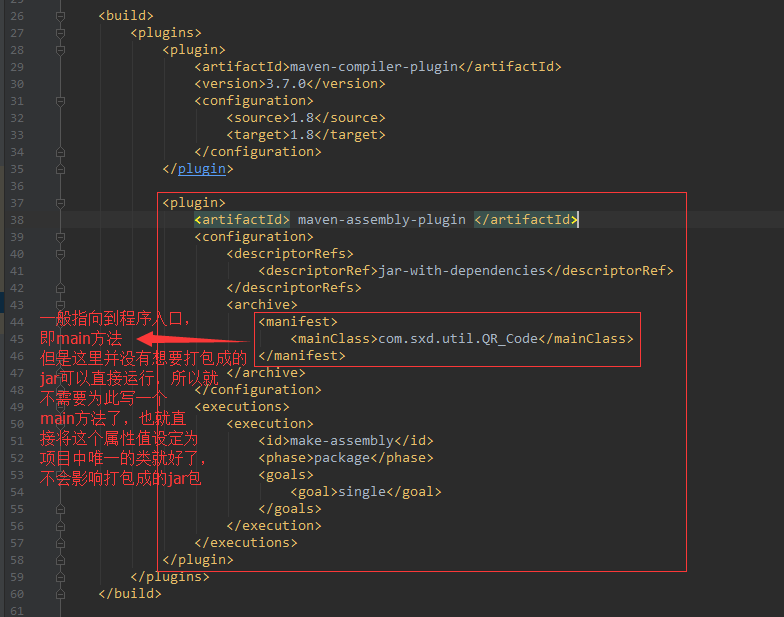 26 <build>
27 <plugins>
28 <plugin>
29 <artifactId>maven-compiler-plugin</artifactId>
30 <version>3.7.0</version>
31 <configuration>
32 <source>1.8</source>
33 <target>1.8</target>
34 </configuration>
35 </plugin>
36
37 <plugin>
38 <artifactId> maven-assembly-plugin </artifactId>
39 <configuration>
40 <descriptorRefs>
41 <descriptorRef>jar-with-dependencies</descriptorRef>
42 </descriptorRefs>
43 <archive>
44 <manifest>
45 <mainClass>com.sxd.util.QR_Code</mainClass>
46 </manifest>
47 </archive>
48 </configuration>
49 <executions>
50 <execution>
51 <id>make-assembly</id>
52 <phase>package</phase>
53 <goals>
54 <goal>single</goal>
55 </goals>
56 </execution>
57 </executions>
58 </plugin>
59 </plugins>
60 </build>
61
一般指向到程序入口，
即main方法
但是这里并没有想要打包成的
jar可以直接运行，所以就
不需要为此写一个
main方法了，也就直
接将这个属性值设定为
项目中唯一的类就好了，
不会影响打包成的jar包